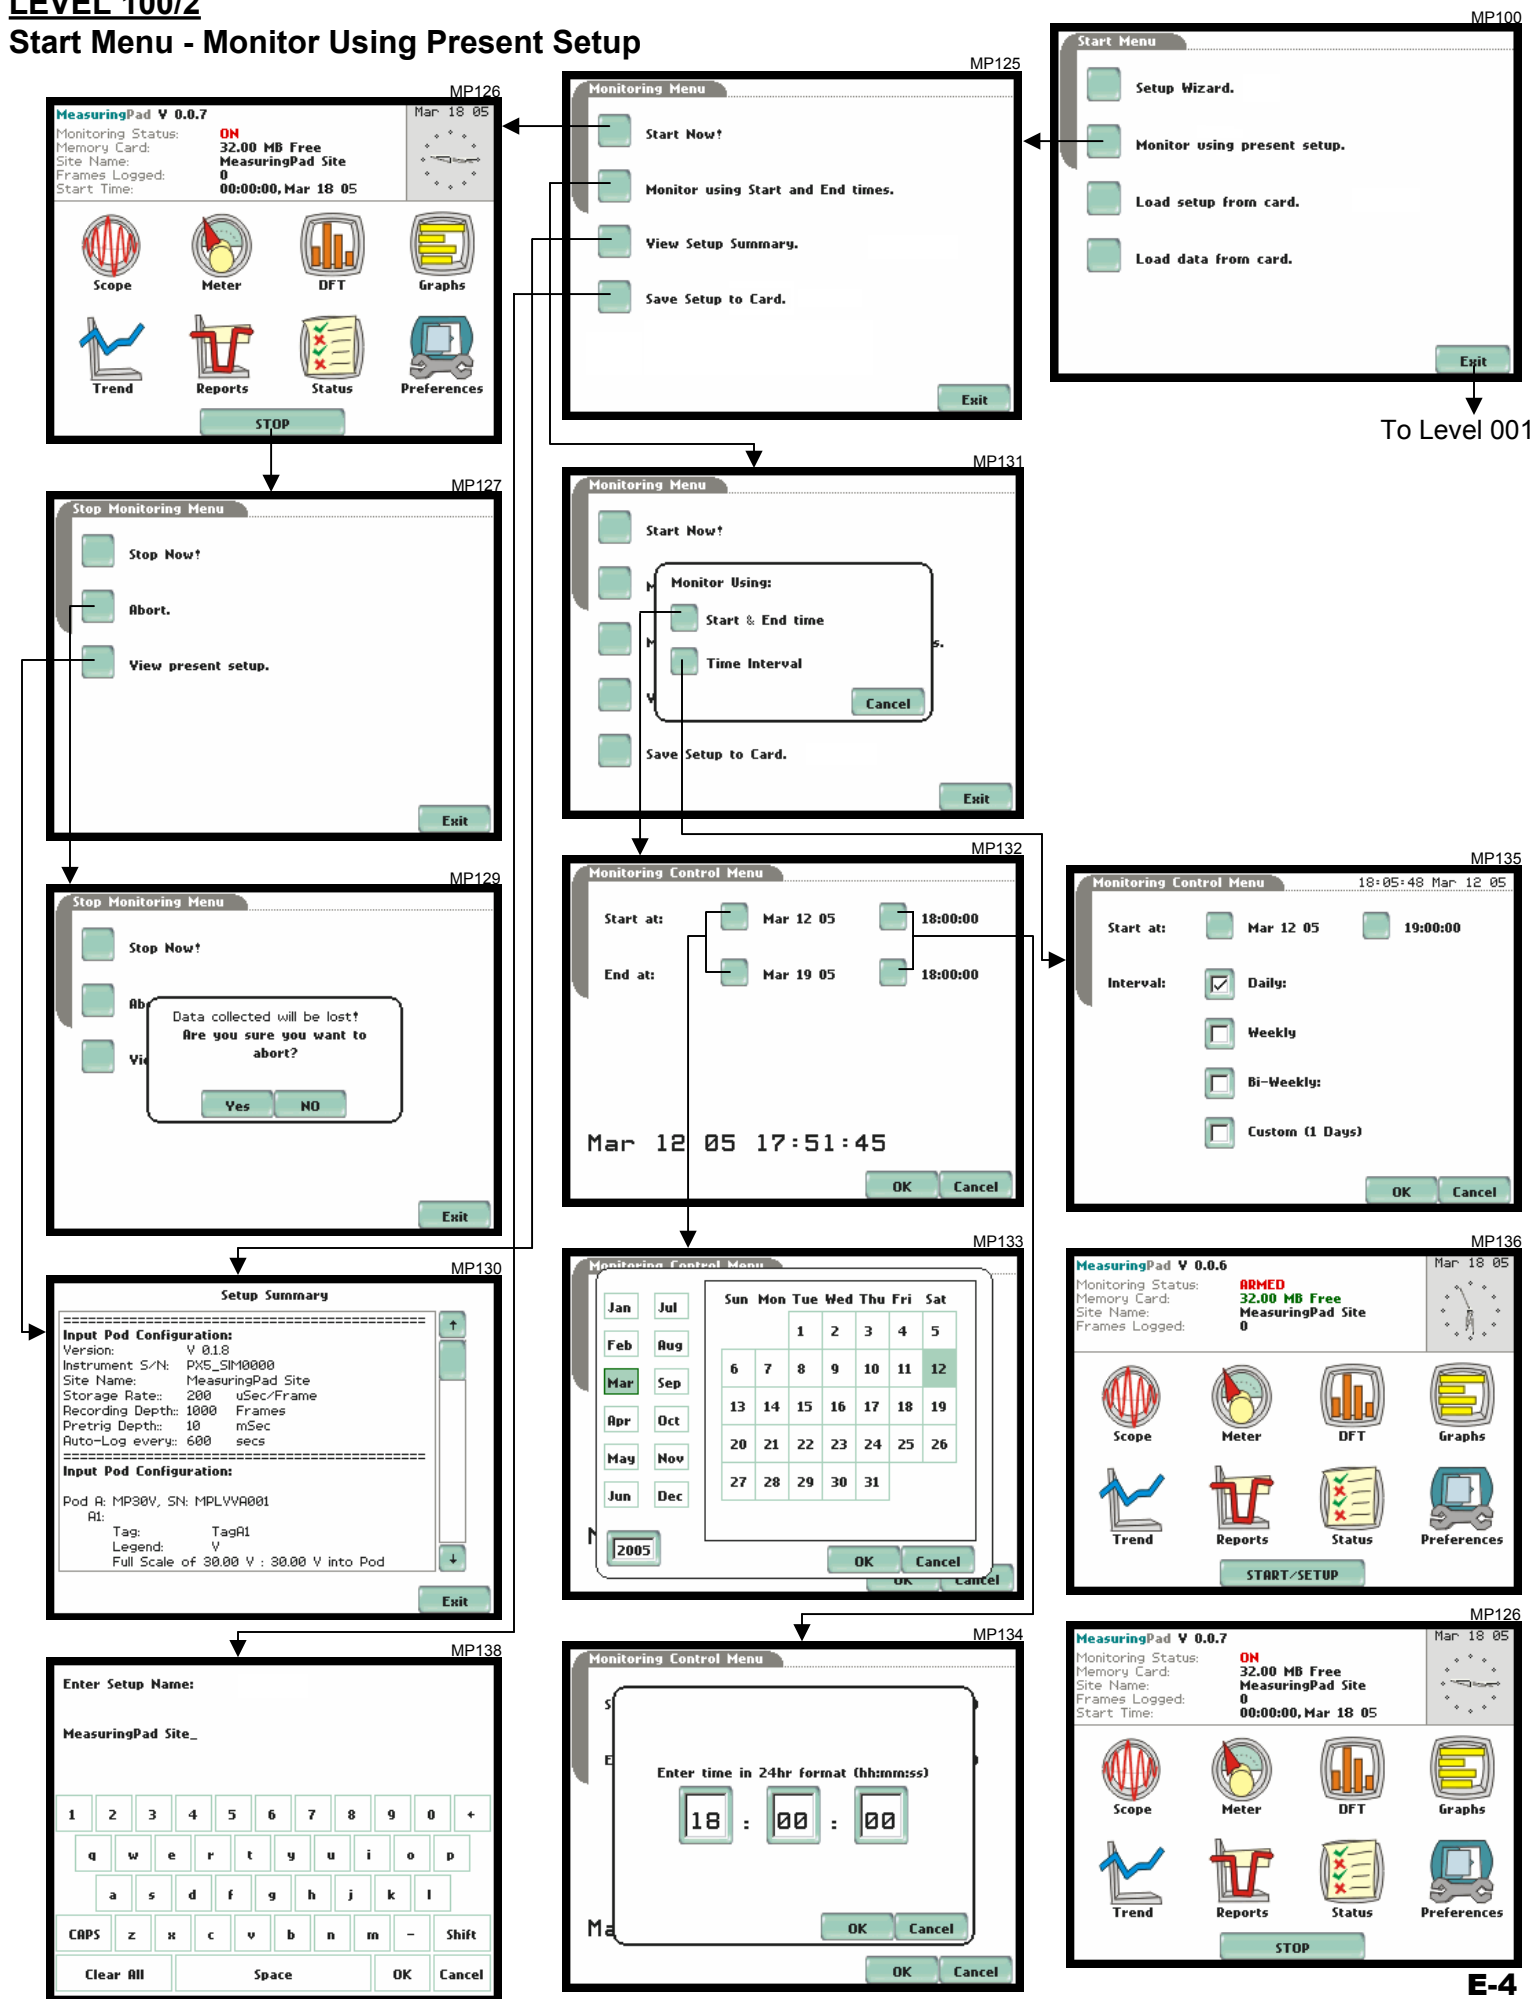 LEVEL 100/2
Start Menu - Monitor Using Present Setup
MP100
Start Menu
Setup Wizard.
Monitor using present setup.
Load setup from card.
Load data from card.
Exit
To Level 001
MP125
Monitoring Menu
Start Now!
Monitor using Start and End times.
View Setup Summary.
Save Setup to Card.
Exit
MP126
MeasuringPad V 0.0.7
Mar 18 05
Monitoring Status: ON
Memory Card: 32.00 MB Free
Site Name: MeasuringPad Site
Frames Logged: 0
Start Time: 00:00:00, Mar 18 05
Scope Meter DFT Graphs
Trend Reports Status Preferences
STOP
MP127
Stop Monitoring Menu
Stop Now!
Abort.
View present setup.
Exit
MP131
Monitoring Menu
Start Now!
M
Monitor Using:
Start & End time
M s.
Time Interval
V
Cancel
Save Setup to Card.
Exit
MP129
Stop Monitoring Menu
Stop Now!
Ab
Data collected will be lost!
Are you sure you want to
abort?
Vie
Yes NO
Exit
MP132
Monitoring Control Menu
Start at: Mar 12 05 18:00:00
End at: Mar 19 05 18:00:00
Mar 12 05 17:51:45
OK Cancel
MP135
Monitoring Control Menu 18:05:48 Mar 12 05
Start at: Mar 12 05 19:00:00
Interval: Daily:
Weekly
Bi-Weekly:
Custom (1 Days)
OK Cancel
MP130
Setup Summary
============================================
Input Pod Configuration:
Version: V 0.1.8
Instrument S/N: PX5_SIM0000
Site Name: MeasuringPad Site
Storage Rate:: 200 uSec/Frame
Recording Depth:: 1000 Frames
Pretrig Depth:: 10 mSec
Auto-Log every:: 600 secs
============================================
Input Pod Configuration:
Pod A: MP30V, SN: MPLVVA001
A1:
Tag: TagA1
Legend: V
Full Scale of 30.00 V : 30.00 V into Pod
Exit
MP133
Monitoring Control Menu
Jan Jul Sun Mon Tue Wed Thu Fri Sat
1 2 3 4 5
Feb Aug
6 7 8 9 10 11 12
Mar Sep
13 14 15 16 17 18 19
Apr Oct
20 21 22 23 24 25 26
May Nov
27 28 29 30 31
Jun Dec
2005
OK Cancel
OK Cancel
MP136
MeasuringPad V 0.0.6
Mar 18 05
Monitoring Status: ARMED
Memory Card: 32.00 MB Free
Site Name: MeasuringPad Site
Frames Logged: 0
Scope Meter DFT Graphs
Trend Reports Status Preferences
START/SETUP
MP138
Enter Setup Name:
MeasuringPad Site_
1 2 3 4 5 6 7 8 9 0 ←
q w e r t y u i o p
a s d f g h j k l
CAPS z x c v b n m - Shift
Clear All Space OK Cancel
MP134
Monitoring Control Menu
S
E
Enter time in 24hr format (hh:mm:ss)
18 : 00 : 00
Ma
OK Cancel
OK Cancel
MP126
MeasuringPad V 0.0.7
Mar 18 05
Monitoring Status: ON
Memory Card: 32.00 MB Free
Site Name: MeasuringPad Site
Frames Logged: 0
Start Time: 00:00:00, Mar 18 05
Scope Meter DFT Graphs
Trend Reports Status Preferences
STOP
E-4